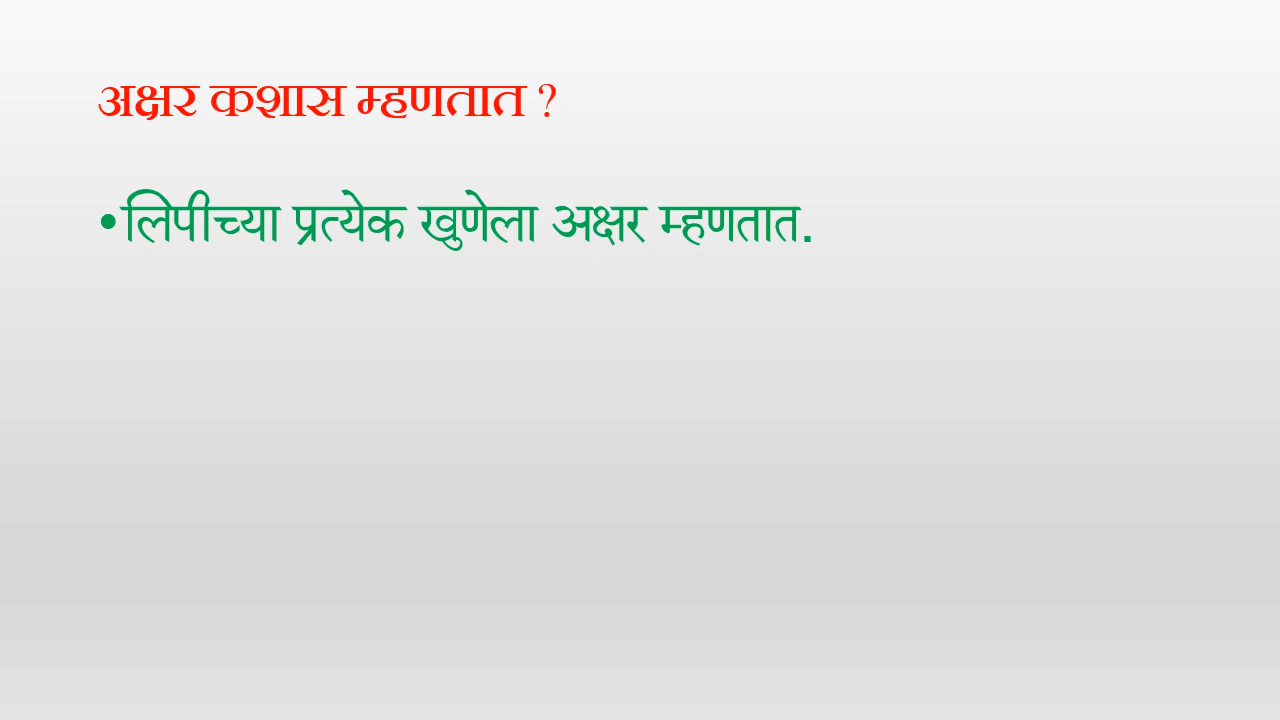 अक्षर कशास म्हणतात ?
•लिपीच्या प्रत्येक खुणेला अक्षर म्हणतात.